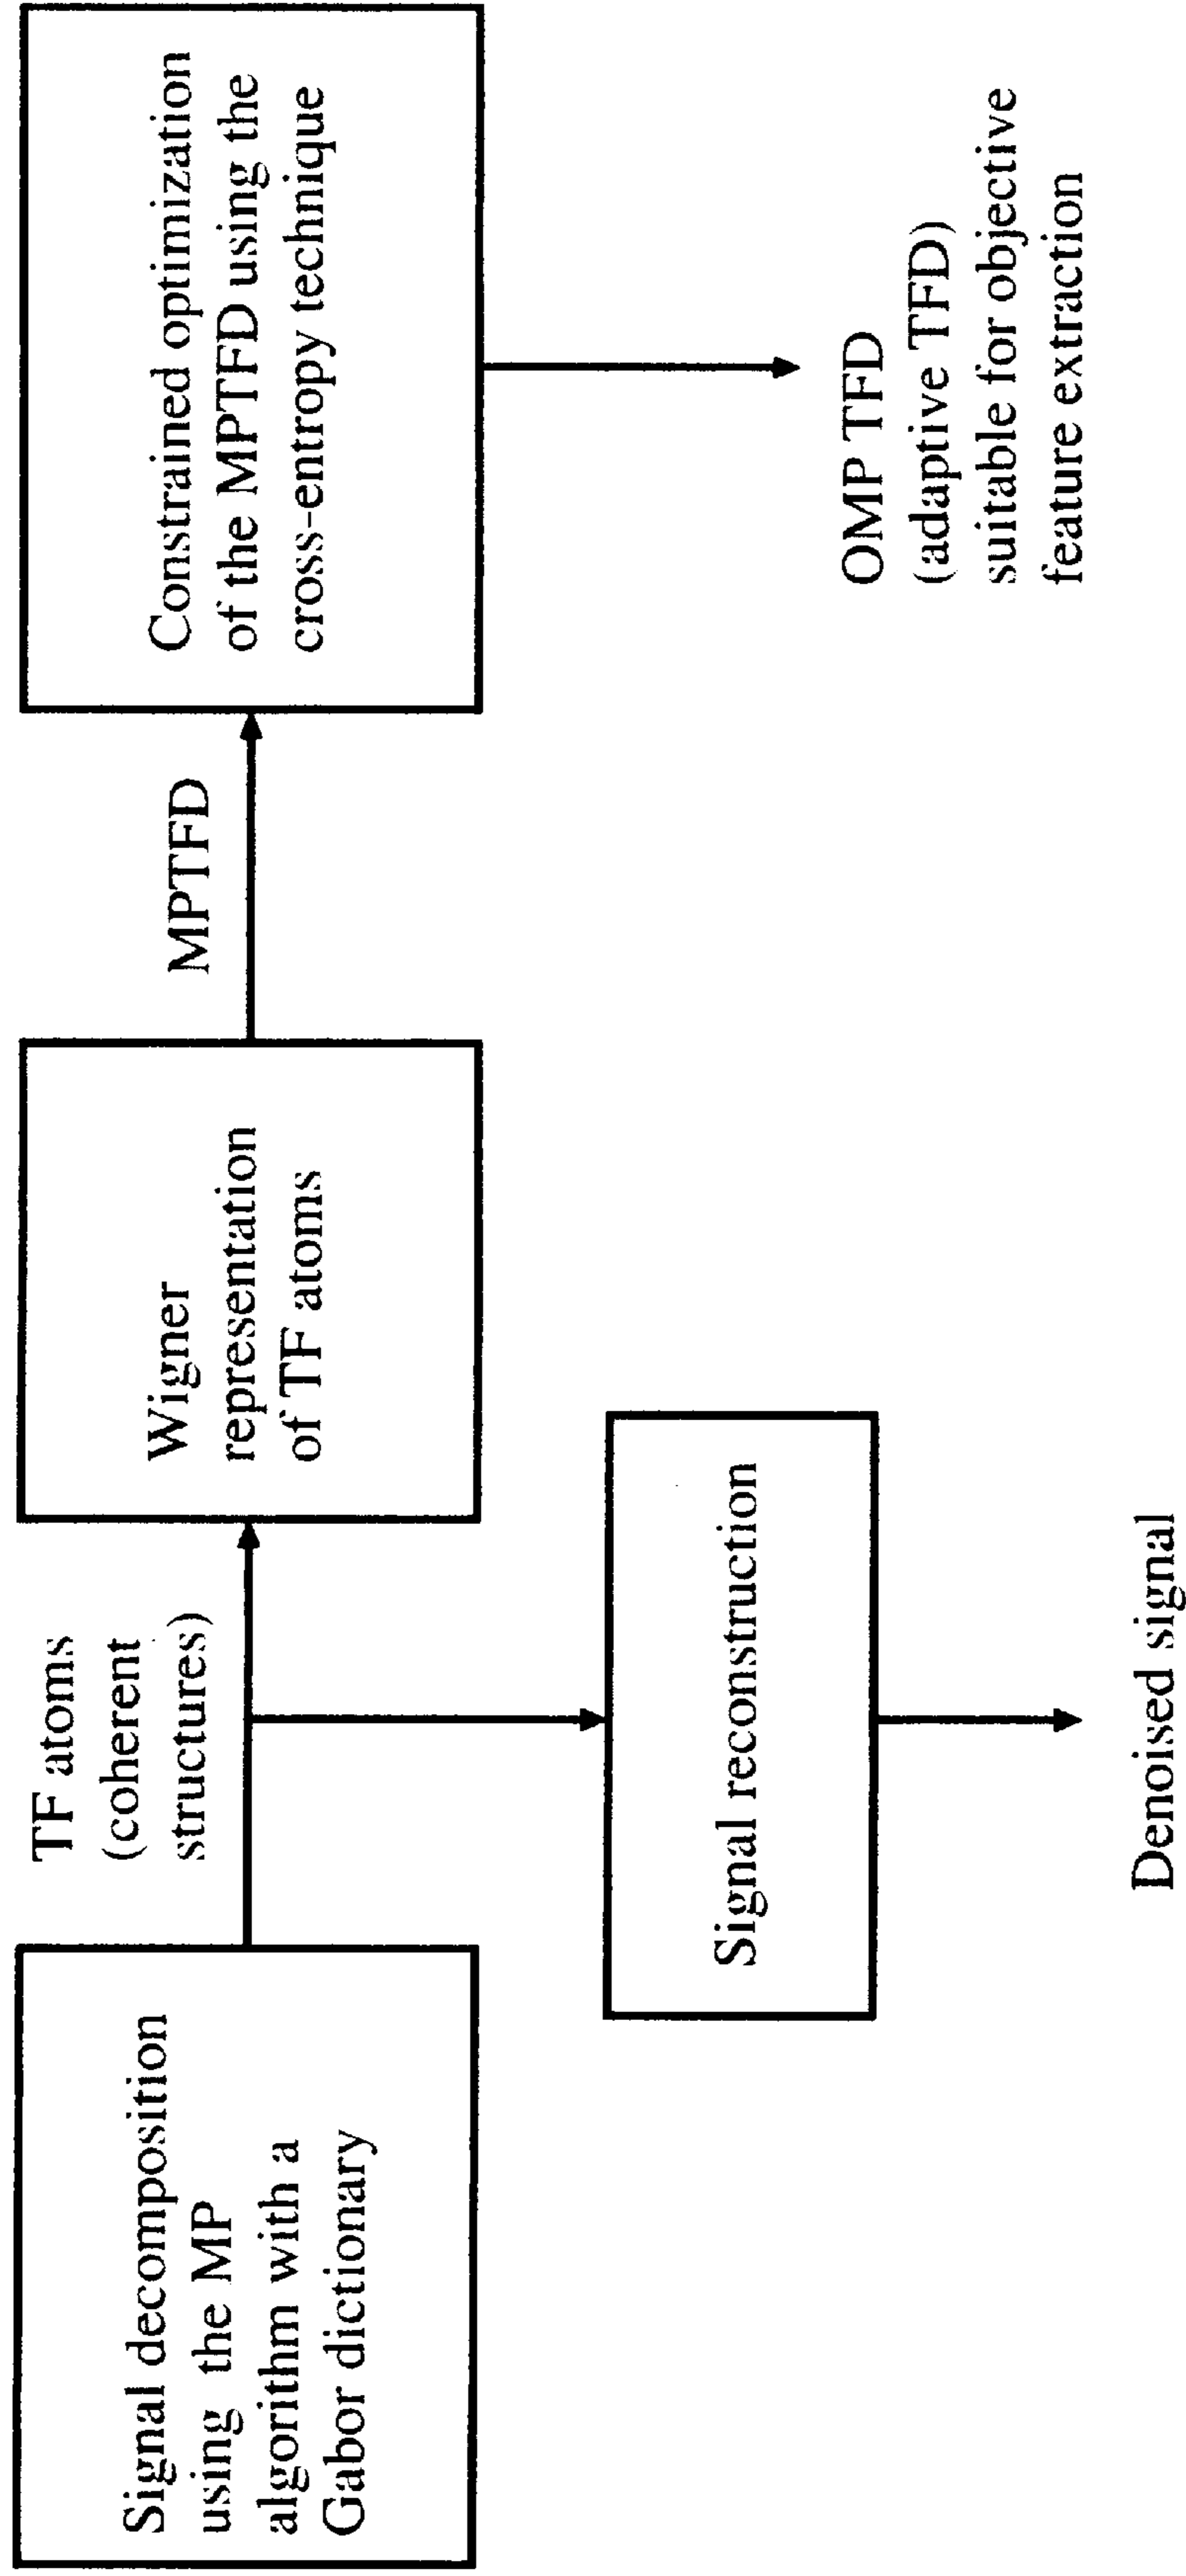 Signal decomposition
using the MP
algorithm with a
Gabor dictionary
TF atoms
(coherent
structures)
Wigner
representation
of TF atoms
MPTFD
Constrained optimization
of the MPTFD using the
cross-entropy technique
Signal reconstruction
Denoised signal
OMP TFD
(adaptive TFD)
suitable for objective
feature extraction